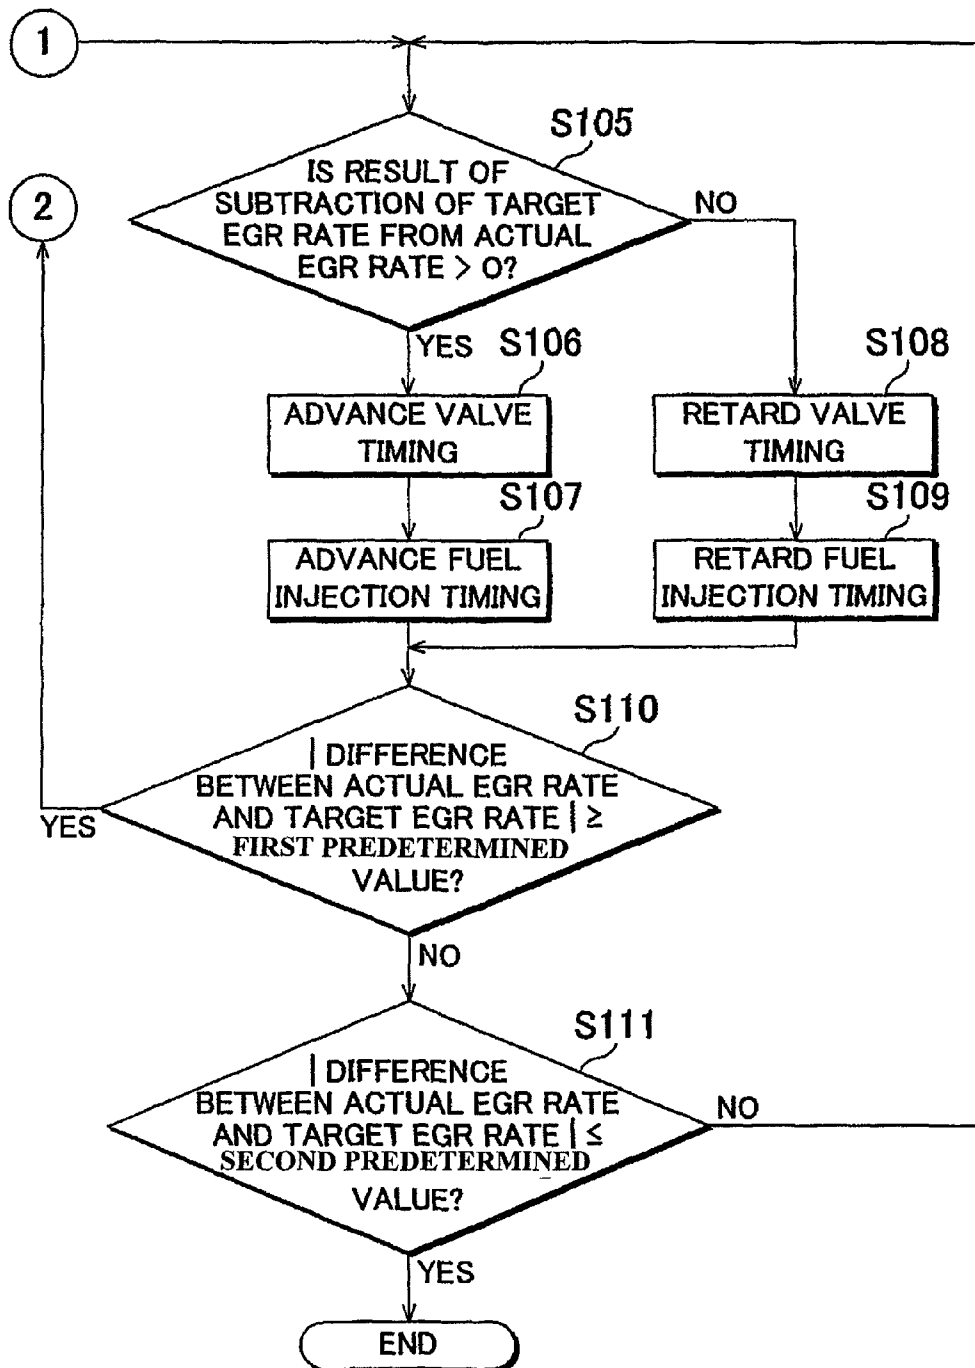 1
S105
IS RESULT OF
SUBTRACTION OF TARGET
EGR RATE FROM ACTUAL
EGR RATE > 0?
NO
2
YES
S106
ADVANCE VALVE
TIMING
S108
RETARD VALVE
TIMING
S107
ADVANCE FUEL
INJECTION TIMING
S109
RETARD FUEL
INJECTION TIMING
S110
| DIFFERENCE
BETWEEN ACTUAL EGR RATE
AND TARGET EGR RATE | ≥
FIRST PREDETERMINED
VALUE?
YES
NO
S111
| DIFFERENCE
BETWEEN ACTUAL EGR RATE
AND TARGET EGR RATE | ≤
SECOND PREDETERMINED
VALUE?
NO
YES
END